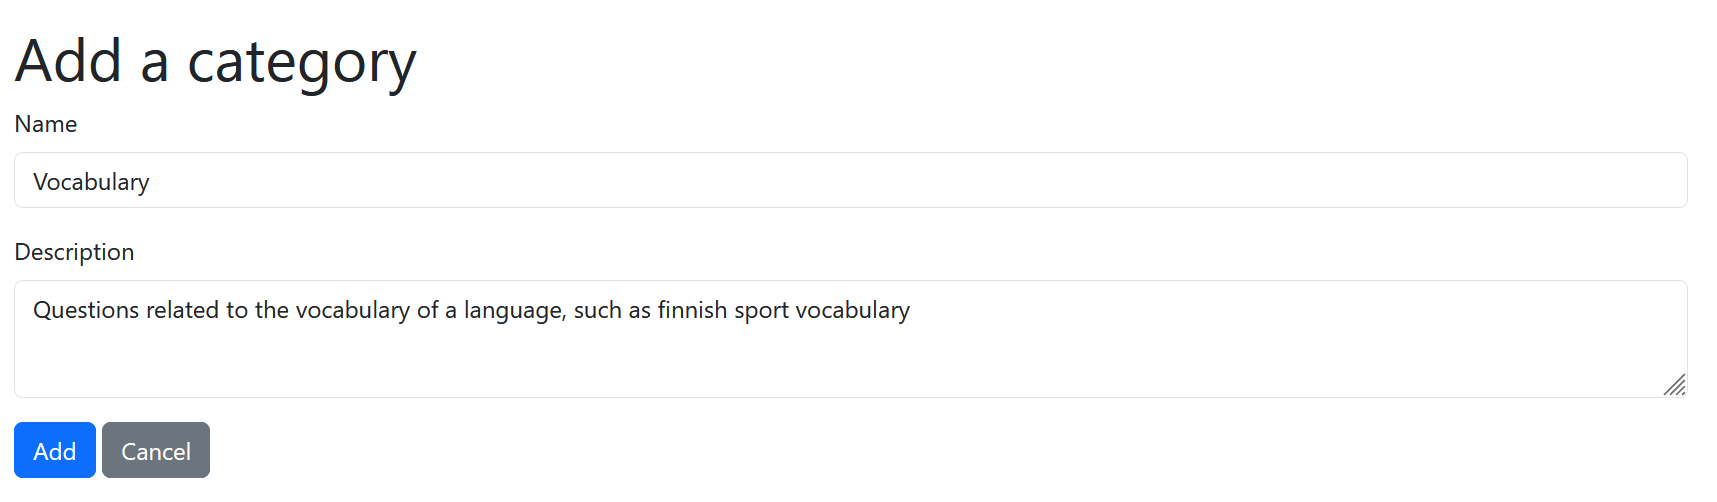 Add a category
Name
Vocabulary
Description
Questions related to the vocabulary of a language, such as finnish sport vocabulary
Add Cancel